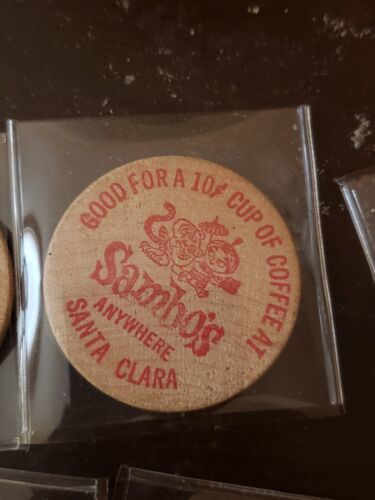 GOOD FOR A 10¢ CUP OF COFFEE AT
Sambo's
ANYWHERE
SANTA CLARA